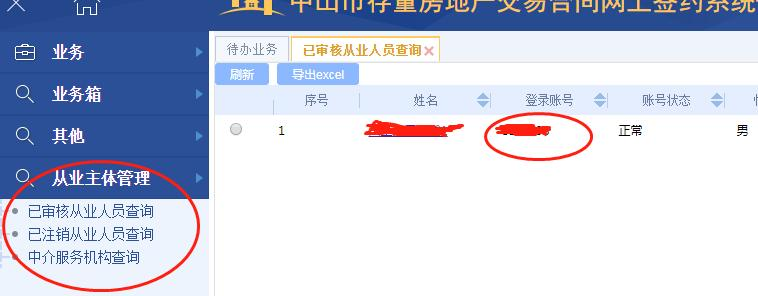 中山市存量房地产交易合同网上签约系统
业务
业务箱
其他
从业主体管理
已审核从业人员查询
已注销从业人员查询
中介服务机构查询
待办业务 已审核从业人员查询
刷新 导出excel
序号 姓名 登录账号 账号状态
1 正常 男